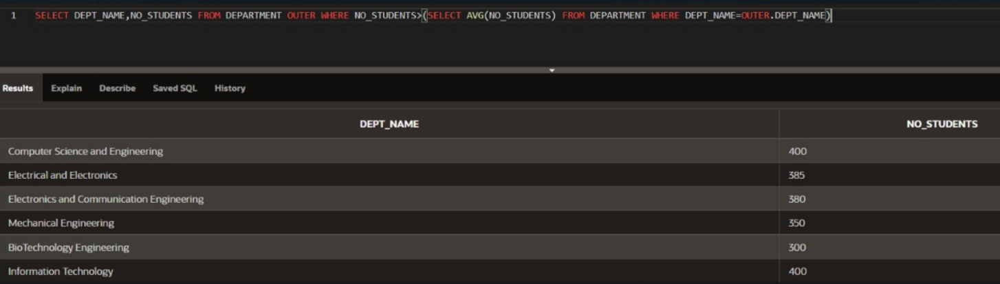 1 SELECT DEPT_NAME,NO_STUDENTS FROM DEPARTMENT OUTER WHERE NO_STUDENTS>(SELECT AVG(NO_STUDENTS) FROM DEPARTMENT WHERE DEPT_NAME=OUTER.DEPT_NAME)
Results Explain Describe Saved SQL History
DEPT_NAME NO_STUDENTS
Computer Science and Engineering 400
Electrical and Electronics 385
Electronics and Communication Engineering 380
Mechanical Engineering 350
BioTechnology Engineering 300
Information Technology 400